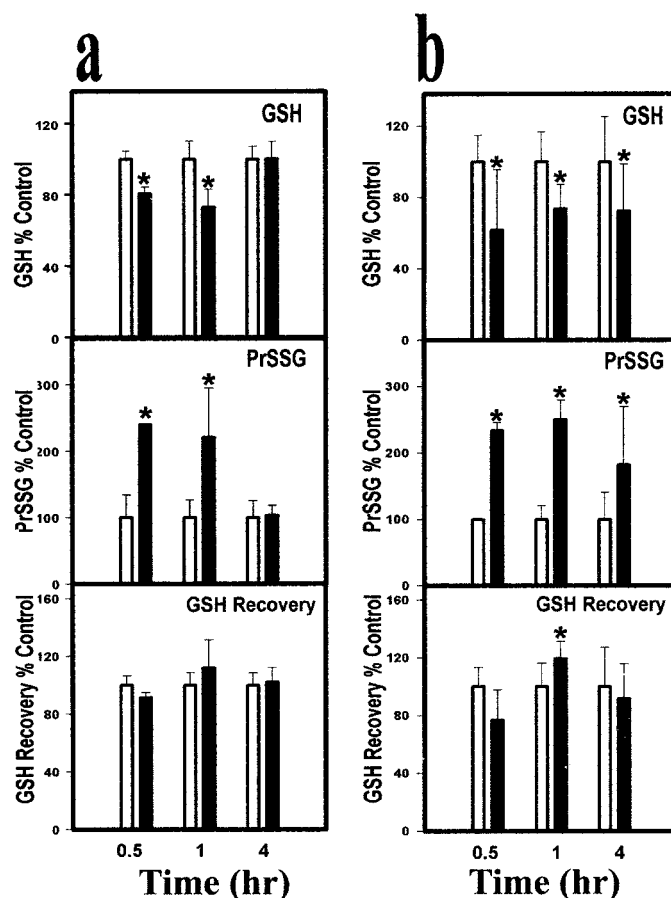 a
GSH
GSH % Control
120
80
40
0
*
*
PrSSG
PrSSG % Control
300
200
100
0
*
*
GSH Recovery
GSH Recovery % Control
160
120
80
40
0
0.5 1 4
Time (hr)
b
GSH
GSH % Control
120
80
40
0
*
*
*
PrSSG
PrSSG % Control
300
200
100
0
*
*
*
GSH Recovery
GSH Recovery % Control
160
120
80
40
0
*
0.5 1 4
Time (hr)